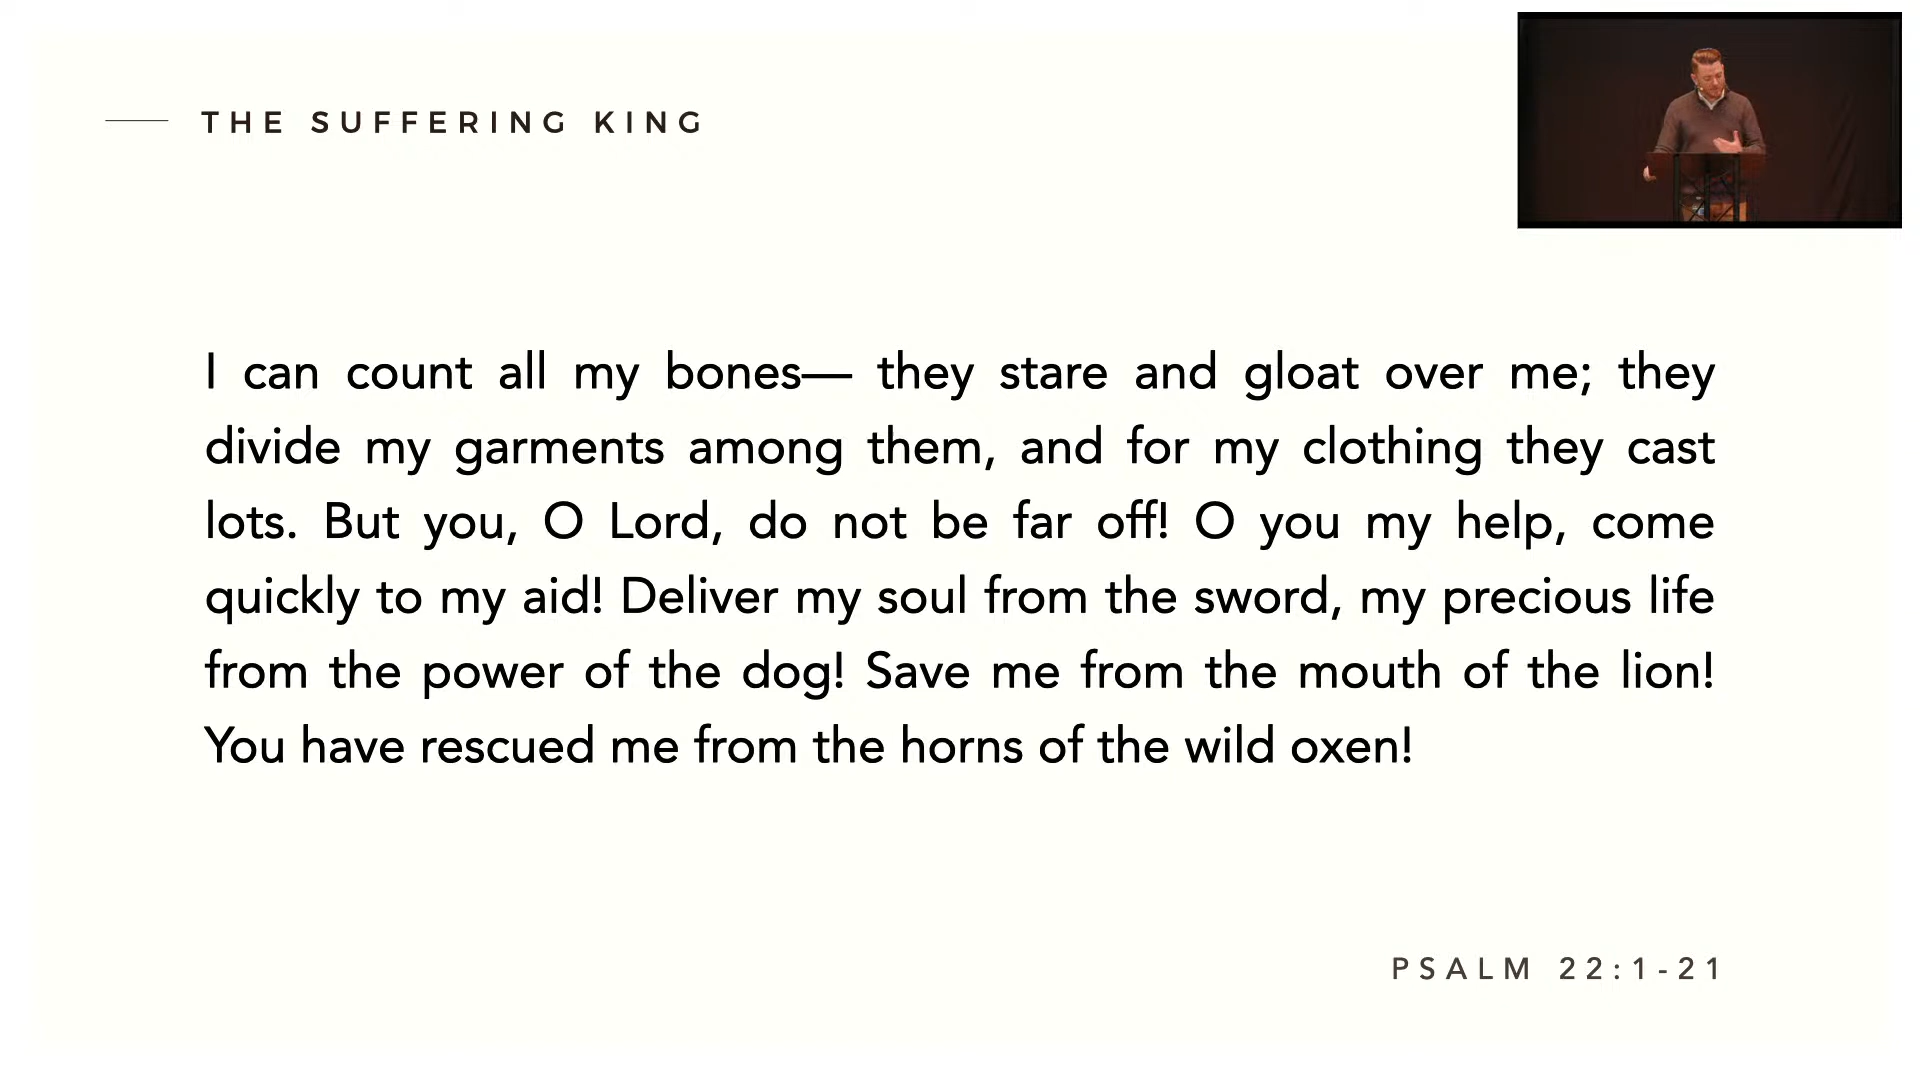 THE SUFFERING KING
I can count all my bones— they stare and gloat over me; they
divide my garments among them, and for my clothing they cast
lots. But you, O Lord, do not be far off! O you my help, come
quickly to my aid! Deliver my soul from the sword, my precious life
from the power of the dog! Save me from the mouth of the lion!
You have rescued me from the horns of the wild oxen!
PSALM 22:1-21